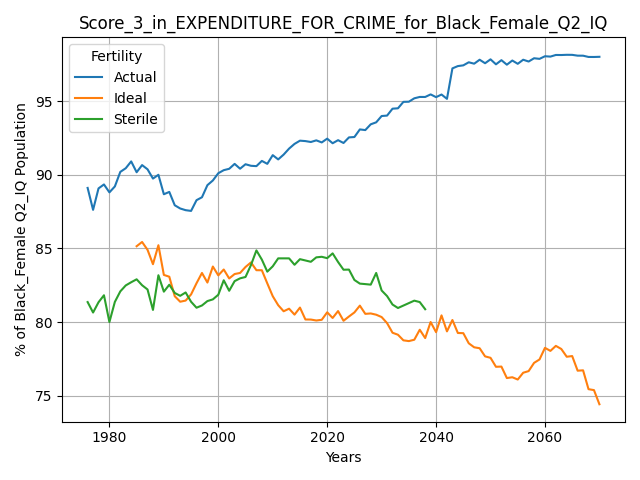 Score_3_in_EXPENDITURE_FOR_CRIME_for_Black_Female_Q2_IQ
Fertility
Actual
Ideal
Sterile
% of Black_Female Q2_IQ Population
95
90
85
80
75
1980
2000
2020
2040
2060
Years